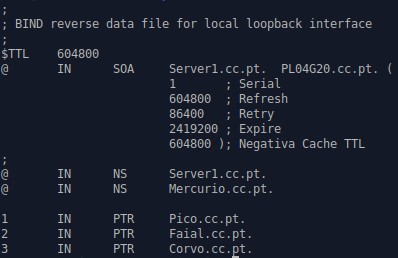 ;
; BIND reverse data file for local loopback interface
;
$TTL    604800
@       IN      SOA     Server1.cc.pt.  PL04G20.cc.pt. (
                        1       ; Serial
                        604800  ; Refresh
                        86400   ; Retry
                        2419200 ; Expire
                        604800 ); Negativa Cache TTL
;
@       IN      NS      Server1.cc.pt.
@       IN      NS      Mercurio.cc.pt.

1       IN      PTR     Pico.cc.pt.
2       IN      PTR     Faial.cc.pt.
3       IN      PTR     Corvo.cc.pt.